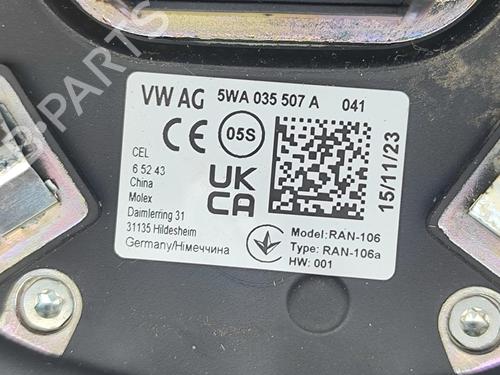 VW AG 5WA 035 507 A 041
CE 05S
CEL
6 52 43
China
Molex
Daimlerring 31
31135 Hildesheim
Germany/Німеччина
UK
CA
15/11/23
Model: RAN-106
Type: RAN-106a
HW: 001